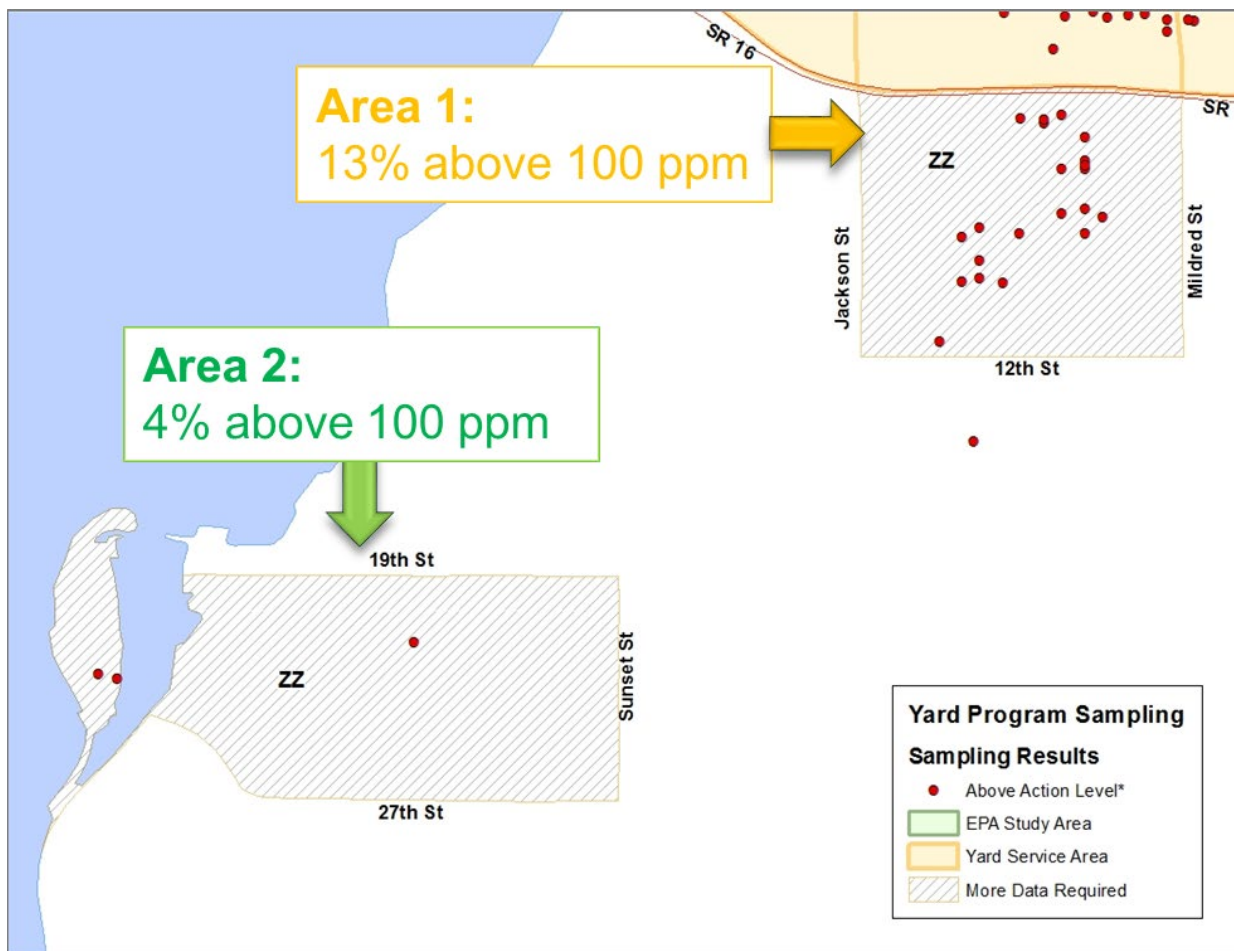 SR 16
Area 1:
13% above 100 ppm
SR
ZZ
Jackson St
Mildred St
12th St
Area 2:
4% above 100 ppm
19th St
ZZ
Sunset St
27th St
Yard Program Sampling
Sampling Results
Above Action Level*
EPA Study Area
Yard Service Area
More Data Required